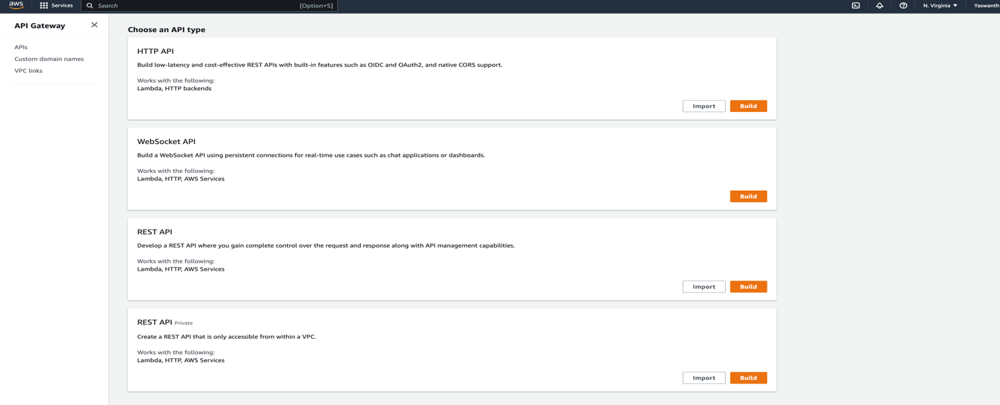 aws
Services
Search
[Option+S]
N. Virginia
Yaswanth
API Gateway
APIs
Custom domain names
VPC links
Choose an API type
HTTP API
Build low-latency and cost-effective REST APIs with built-in features such as OIDC and OAuth2, and native CORS support.
Works with the following:
Lambda, HTTP backends
Import
Build
WebSocket API
Build a WebSocket API using persistent connections for real-time use cases such as chat applications or dashboards.
Works with the following:
Lambda, HTTP, AWS Services
Build
REST API
Develop a REST API where you gain complete control over the request and response along with API management capabilities.
Works with the following:
Lambda, HTTP, AWS Services
Import
Build
REST API Private
Create a REST API that is only accessible from within a VPC.
Works with the following:
Lambda, HTTP, AWS Services
Import
Build